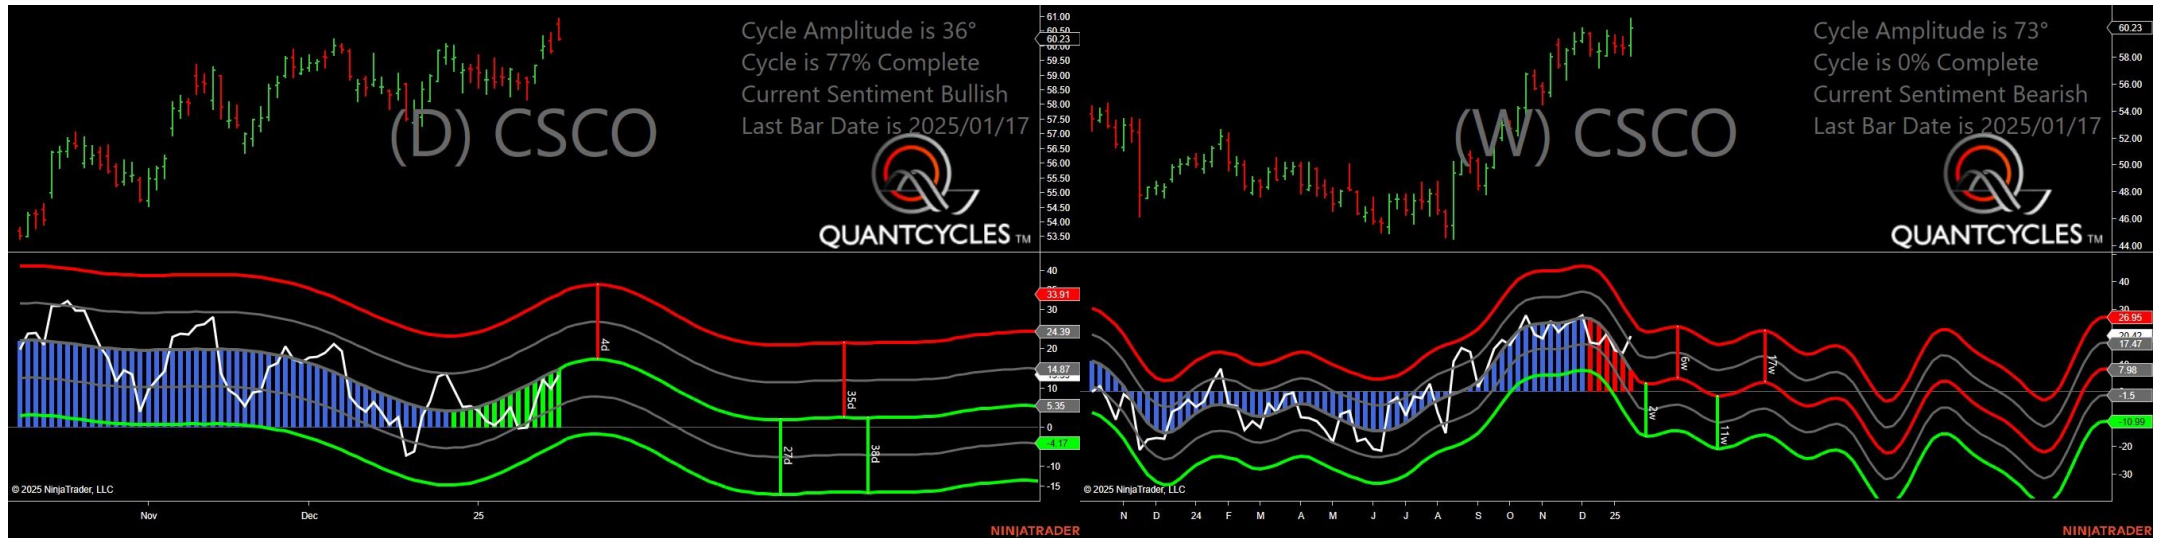 Cycle Amplitude is 36°
Cycle is 77% Complete
Current Sentiment Bullish
Last Bar Date is 2025/01/17
(D) CSCO
QUANTCYCLES TM
61.00
60.50
60.23
60.00
59.50
59.00
58.50
58.00
57.50
57.00
56.50
56.00
55.50
55.00
54.50
54.00
53.50
40
33.91
30
24.39
20
14.87
10
5.35
0
-4.17
-10
-15
4d
35d
27d
38d
© 2025 NinjaTrader, LLC
Nov
Dec
25
NINJATRADER
Cycle Amplitude is 73°
Cycle is 0% Complete
Current Sentiment Bearish
Last Bar Date is 2025/01/17
(W) CSCO
QUANTCYCLES TM
60.23
58.00
56.00
54.00
52.00
50.00
48.00
46.00
44.00
40
30
26.95
20.42
17.47
7.98
-1.5
-10.99
-20
-30
6w
17w
2w
11w
© 2025 NinjaTrader, LLC
N
D
24
F
M
A
M
J
J
A
S
O
N
D
25
NINJATRADER